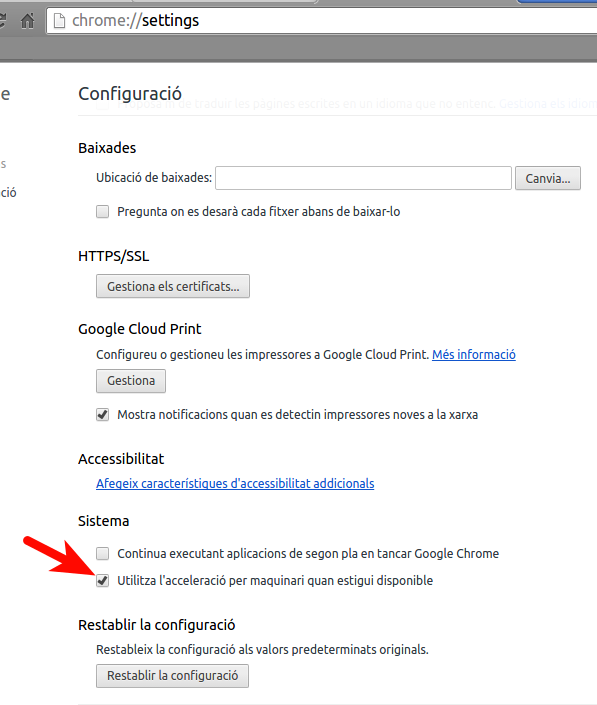 chrome://settings
e
Configuració
de traduir les pàgines escrites en un idioma que no entenc. Gestiona els idiom
s
ció
Baixades
Ubicació de baixades:
Canvia...
Pregunta on es desarà cada fitxer abans de baixar-lo
HTTPS/SSL
Gestiona els certificats...
Google Cloud Print
Configureu o gestioneu les impressores a Google Cloud Print. Més informació
Gestiona
Mostra notificacions quan es detectin impressores noves a la xarxa
Accessibilitat
Afegeix característiques d'accessibilitat addicionals
Sistema
Continua executant aplicacions de segon pla en tancar Google Chrome
Utilitza l'acceleració per maquinari quan estigui disponible
Restablir la configuració
Restableix la configuració als valors predeterminats originals.
Restablir la configuració